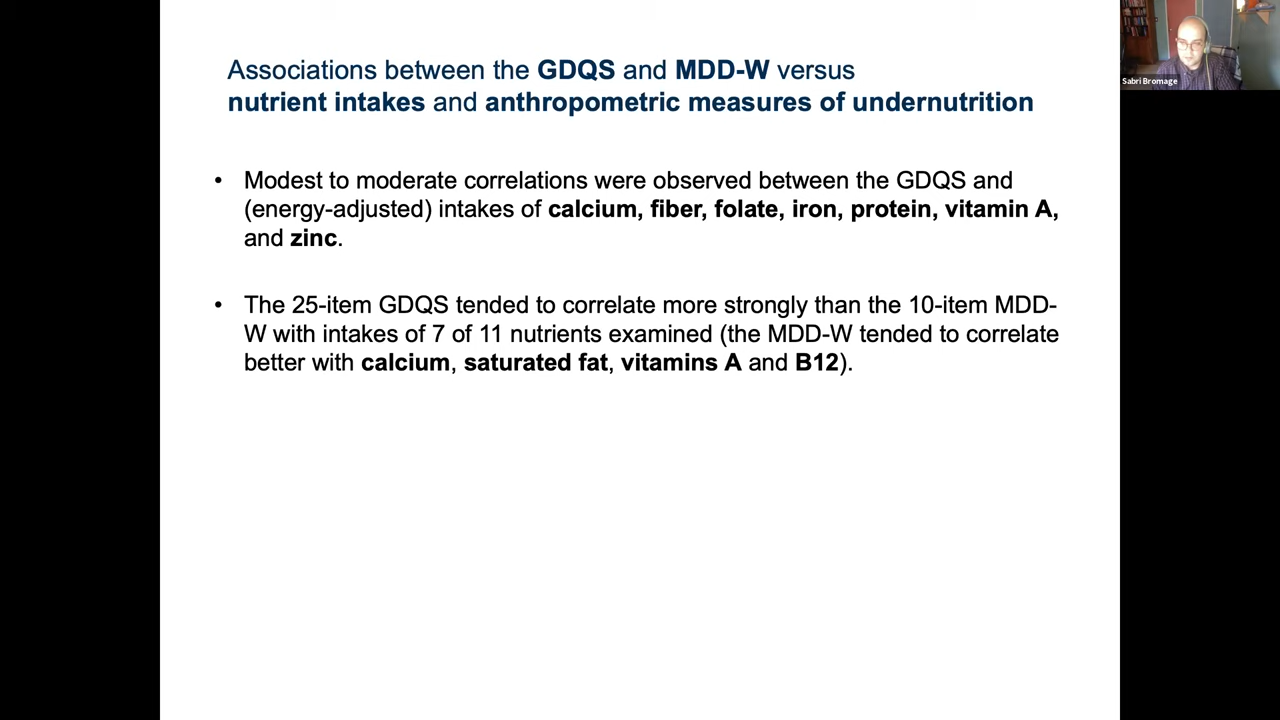 Associations between the GDQS and MDD-W versus
nutrient intakes and anthropometric measures of undernutrition
• Modest to moderate correlations were observed between the GDQS and
(energy-adjusted) intakes of calcium, fiber, folate, iron, protein, vitamin A,
and zinc.
• The 25-item GDQS tended to correlate more strongly than the 10-item MDD-
W with intakes of 7 of 11 nutrients examined (the MDD-W tended to correlate
better with calcium, saturated fat, vitamins A and B12).
Sabri Bromage